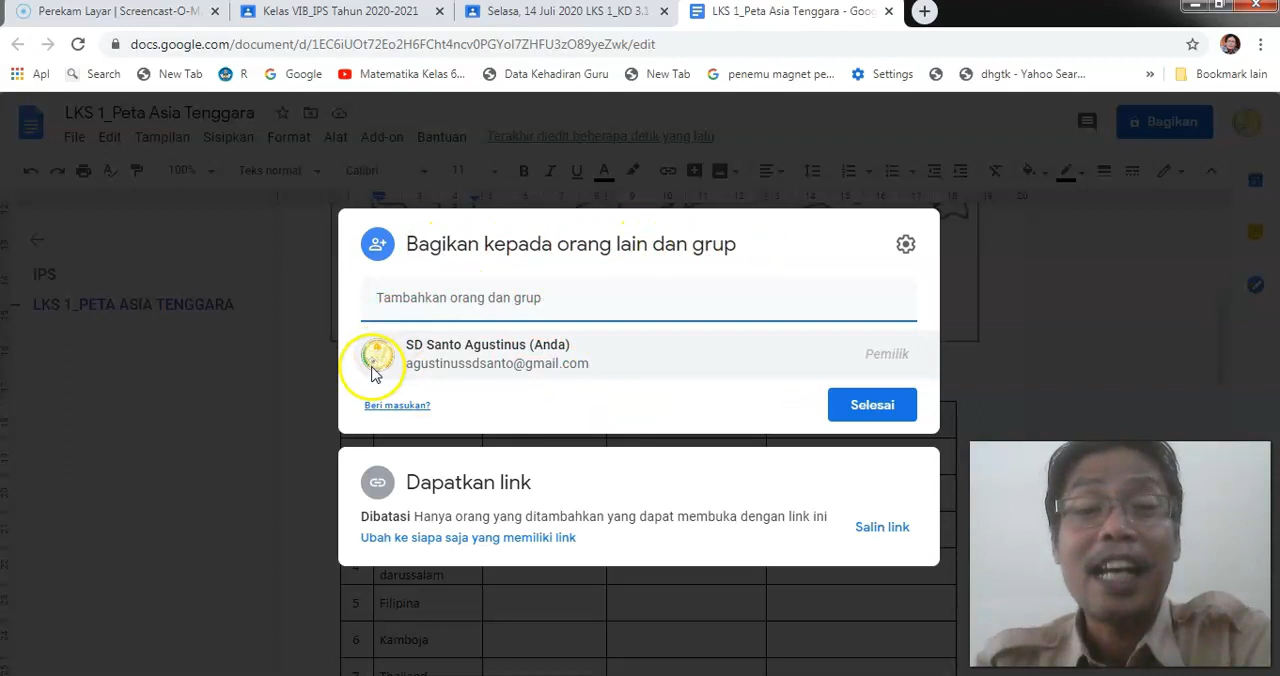 Perekam Layar | Screencast-O-M
Kelas VIB_IPS Tahun 2020-2021
Selasa, 14 Juli 2020 LKS 1_KD 3.1
LKS 1_Peta Asia Tenggara - Goog
docs.google.com/document/d/1EC6iUOt72Eo2H6FCht4ncv0PGYoI7ZHFU3zO89yeZwk/edit
Apl
Search
New Tab
R
Google
Matematika Kelas 6...
Data Kehadiran Guru
New Tab
penemu magnet pe...
Settings
dhgtk - Yahoo Sear...
»
Bookmark lain
LKS 1_Peta Asia Tenggara
File Edit Tampilan Sisipkan Format Alat Add-on Bantuan
Terakhir diedit beberapa detik yang lalu
Bagikan
100% Teks normal Calibri 11 B I U A
IPS
LKS 1_PETA ASIA TENGGARA
Bagikan kepada orang lain dan grup
Tambahkan orang dan grup
SD Santo Agustinus (Anda)
agustinussdsanto@gmail.com
Pemilik
Beri masukan?
Selesai
Dapatkan link
Dibatasi Hanya orang yang ditambahkan yang dapat membuka dengan link ini
Ubah ke siapa saja yang memiliki link
Salin link
darussalam
5 Filipina
6 Kamboja